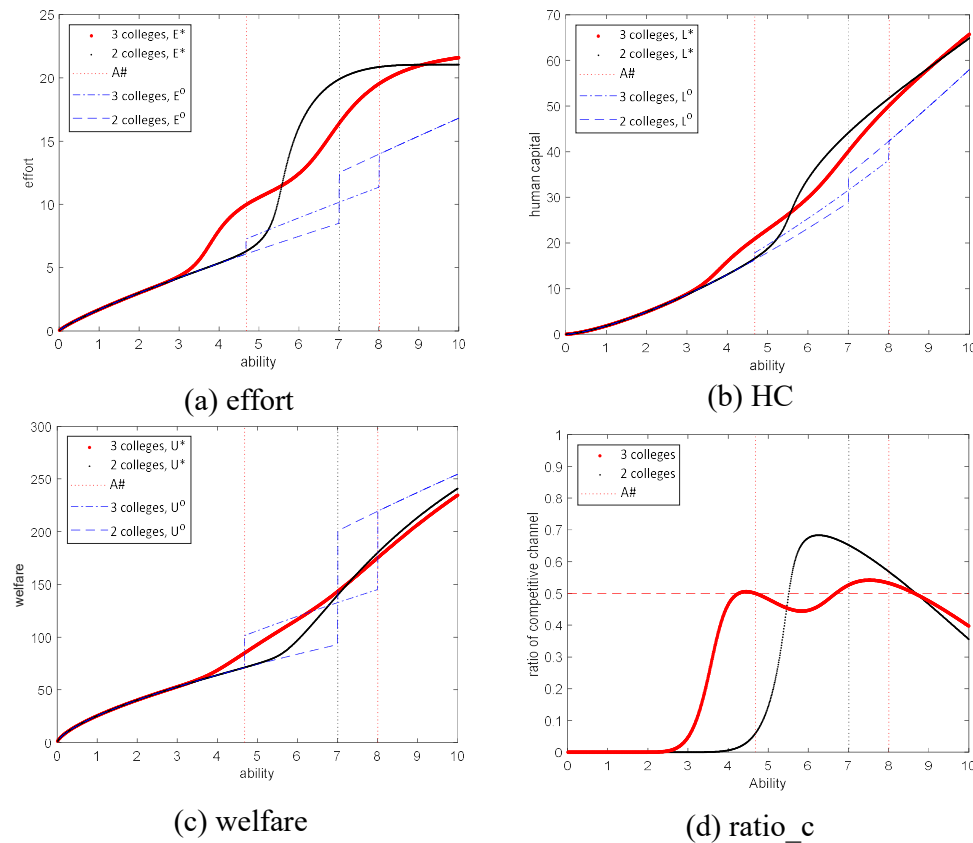 25
20
15
10
5
0
effort
3 colleges, E*
2 colleges, E*
A#
3 colleges, E⁰
2 colleges, E⁰
0 1 2 3 4 5 6 7 8 9 10
ability
(a) effort
70
60
50
40
30
20
10
0
human capital
3 colleges, L*
2 colleges, L*
A#
3 colleges, L⁰
2 colleges, L⁰
0 1 2 3 4 5 6 7 8 9 10
ability
(b) HC
300
250
200
150
100
50
0
welfare
3 colleges, U*
2 colleges, U*
A#
3 colleges, U⁰
2 colleges, U⁰
0 1 2 3 4 5 6 7 8 9 10
ability
(c) welfare
1
0.9
0.8
0.7
0.6
0.5
0.4
0.3
0.2
0.1
0
ratio of competitive channel
3 colleges
2 colleges
A#
0 1 2 3 4 5 6 7 8 9 10
Ability
(d) ratio_c